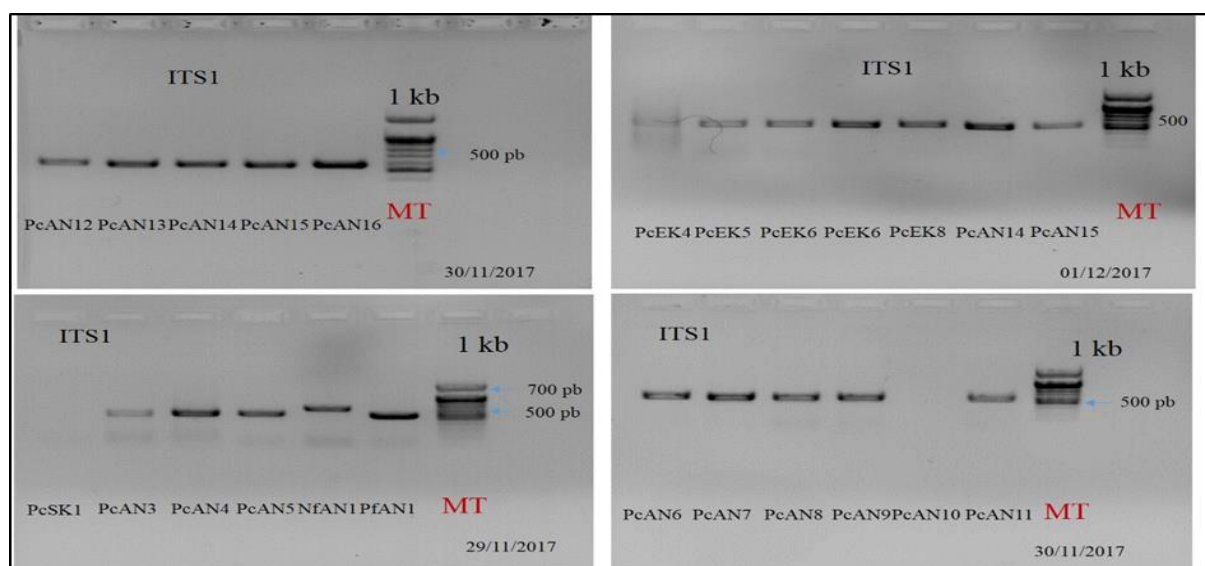 ITS1
1 kb
500 pb
PcAN12 PcAN13 PcAN14 PcAN15 PcAN16 MT
30/11/2017
ITS1
1 kb
500
PcEK4 PcEK5 PcEK6 PcEK6 PcEK8 PcAN14 PcAN15 MT
01/12/2017
ITS1
1 kb
700 pb
500 pb
PcSK1 PcAN3 PcAN4 PcAN5 NfAN1 PfAN1 MT
29/11/2017
ITS1
1 kb
500 pb
PcAN6 PcAN7 PcAN8 PcAN9 PcAN10 PcAN11 MT
30/11/2017